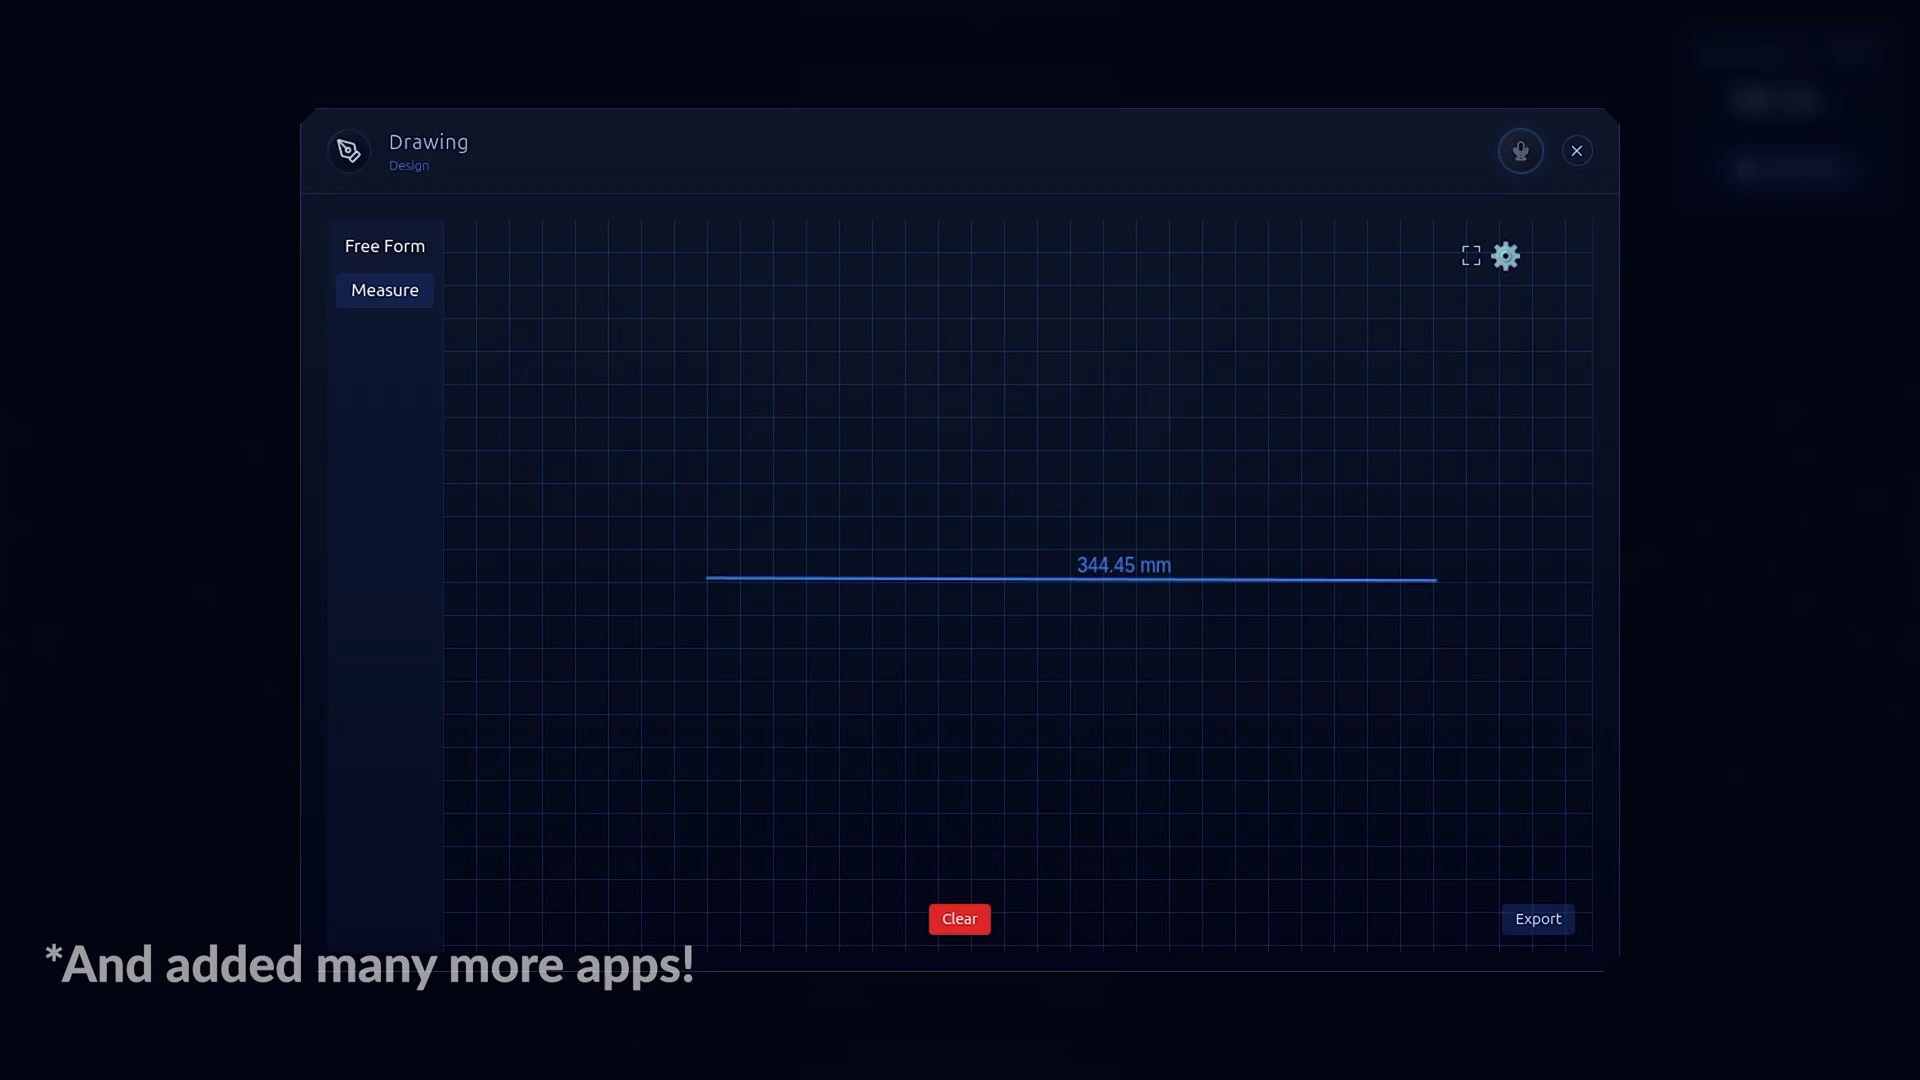 Drawing
Design
Free Form
Measure
344.45 mm
Clear
Export
*And added many more apps!